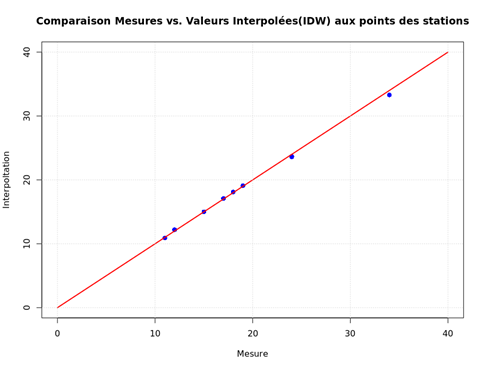 Comparaison Mesures vs. Valeurs Interpolées(IDW) aux points des stations
40
30
20
10
0
Interpoltation
0 10 20 30 40
Mesure